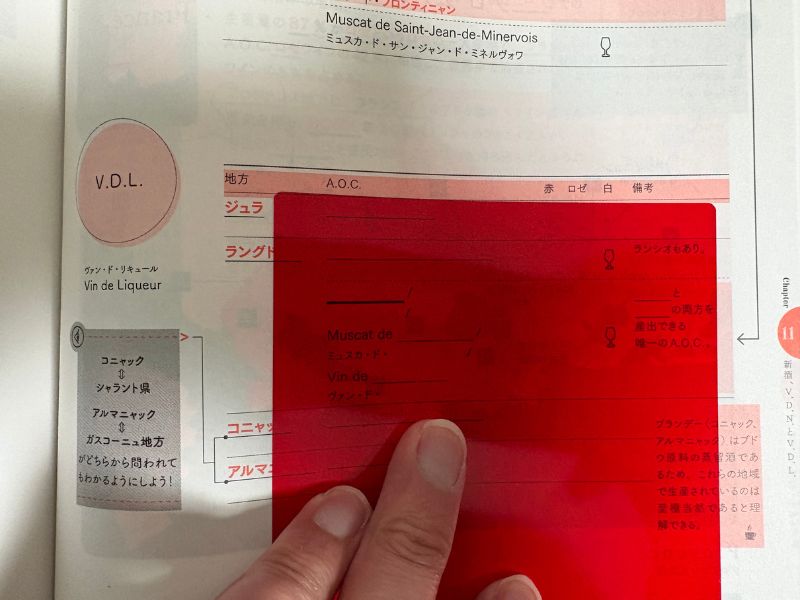 ・フロンティニャン
Muscat de Saint-Jean-de-Minervois
ミュスカ・ド・サン・ジャン・ド・ミネルヴォワ
V.D.L.
ヴァン・ド・リキュール
Vin de Liqueur
地方 A.O.C. 赤 ロゼ 白 備考
ジュラ
ラングド
ランシオもあり。
Muscat de
ミュスカ・ド・
Vin de
ヴァン・ド・
と
の両方を
産出できる
唯一のA.O.C.。
コニャッ
アルマニ
コニャック
⇕
シャラント県
アルマニャック
⇕
ガスコーニュ地方
がどちらから問われて
もわかるようにしよう!
ブランデー(コニャック、
アルマニャック)はブド
ウ原料の蒸留酒であ
るため、これらの地域
で生産されているのは
至極当然であると理
解できる。
Chapter
11
新酒、V.D.N.とV.D.L.